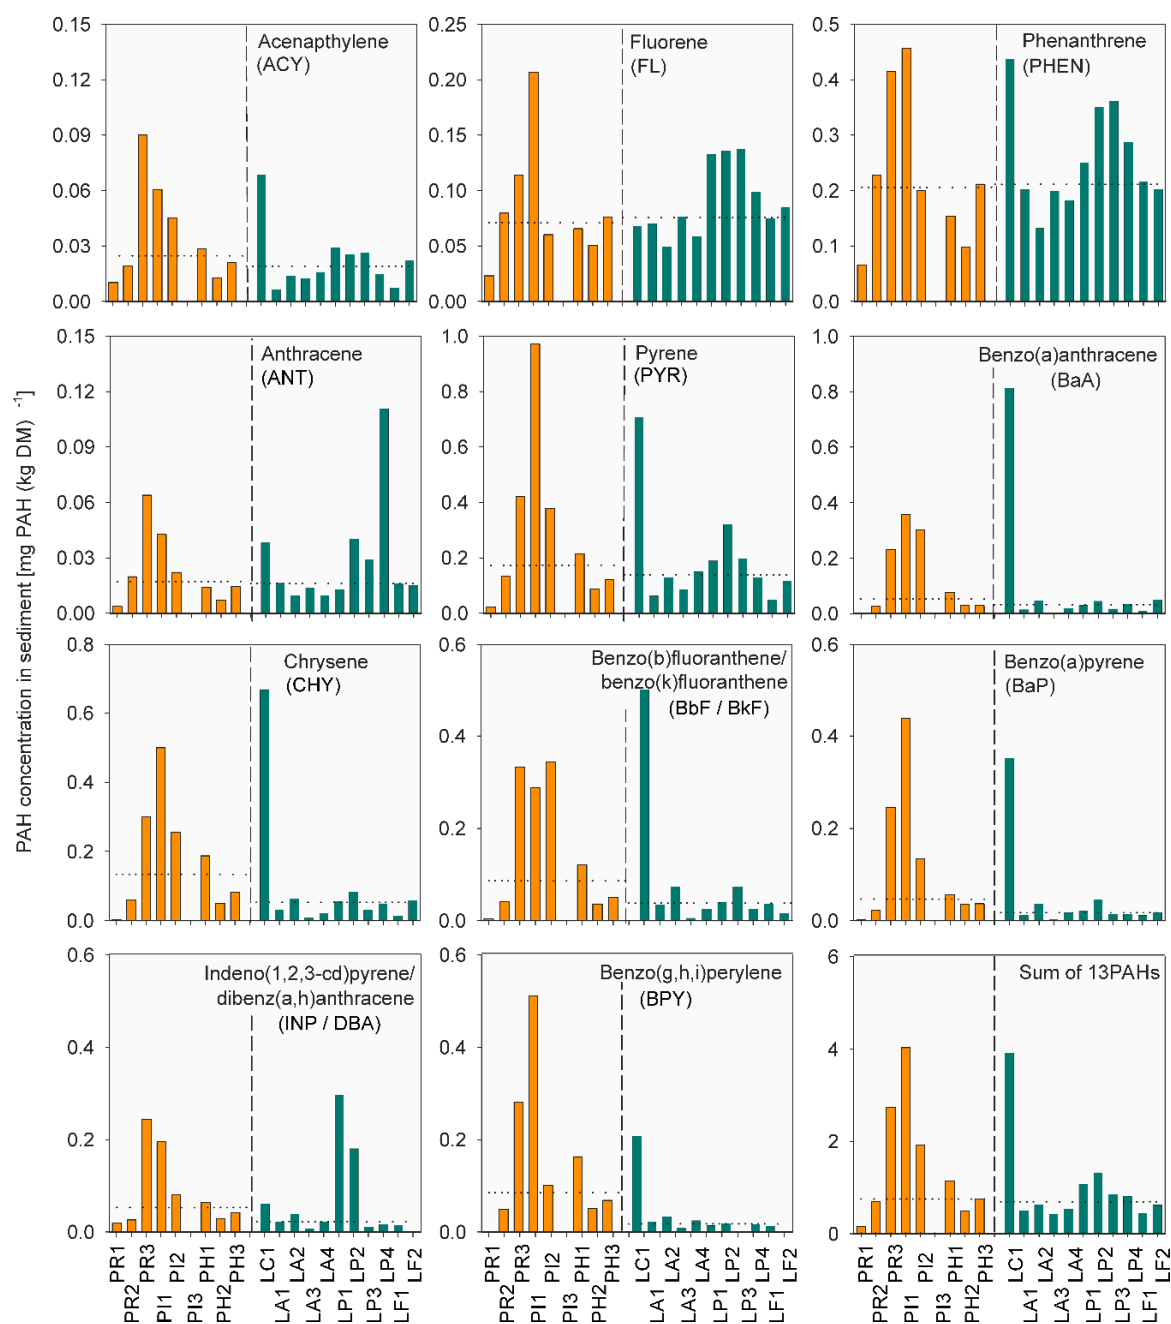 PAH concentration in sediment [mg PAH (kg DM) -1]
0.15
0.12
0.09
0.06
0.03
0.00
Acenapthylene
(ACY)
0.25
0.20
0.15
0.10
0.05
0.00
Fluorene
(FL)
0.5
0.4
0.3
0.2
0.1
0.0
Phenanthrene
(PHEN)
0.15
0.12
0.09
0.06
0.03
0.00
Anthracene
(ANT)
1.0
0.8
0.6
0.4
0.2
0.0
Pyrene
(PYR)
1.0
0.8
0.6
0.4
0.2
0.0
Benzo(a)anthracene
(BaA)
0.8
0.6
0.4
0.2
0.0
Chrysene
(CHY)
0.6
0.4
0.2
0.0
Benzo(b)fluoranthene/
benzo(k)fluoranthene
(BbF / BkF)
0.6
0.4
0.2
0.0
Benzo(a)pyrene
(BaP)
0.6
0.4
0.2
0.0
Indeno(1,2,3-cd)pyrene/
dibenz(a,h)anthracene
(INP / DBA)
0.6
0.4
0.2
0.0
Benzo(g,h,i)perylene
(BPY)
6
4
2
0
Sum of 13PAHs
PR1 PR2 PR3 PI1 PI2 PI3 PH1 PH2 PH3 LC1 LA1 LA2 LA3 LA4 LP1 LP2 LP3 LP4 LF1 LF2
PR1 PR2 PR3 PI1 PI2 PI3 PH1 PH2 PH3 LC1 LA1 LA2 LA3 LA4 LP1 LP2 LP3 LP4 LF1 LF2
PR1 PR2 PR3 PI1 PI2 PI3 PH1 PH2 PH3 LC1 LA1 LA2 LA3 LA4 LP1 LP2 LP3 LP4 LF1 LF2